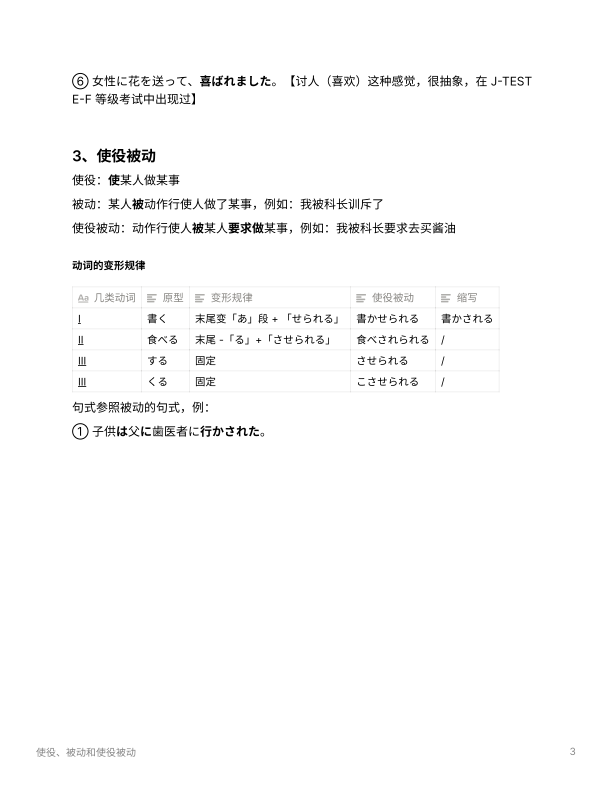 ⑥ 女性に花を送って、喜ばれました。【讨人（喜欢）这种感觉，很抽象，在 J-TEST
E-F 等级考试中出现过】
3、使役被动
使役：使某人做某事
被动：某人被动作行使人做了某事，例如：我被科长训斥了
使役被动：动作行使人被某人要求做某事，例如：我被科长要求去买酱油
动词的变形规律
Aa 几类动词 原型 变形规律 使役被动 缩写
I 書く 末尾变「あ」段 + 「せられる」 書かせられる 書かされる
II 食べる 末尾 -「る」+「させられる」 食べされられる /
III する 固定 させられる /
III くる 固定 こさせられる /
句式参照被动的句式，例：
① 子供は父に歯医者に行かされた。
使役、被动和使役被动 3